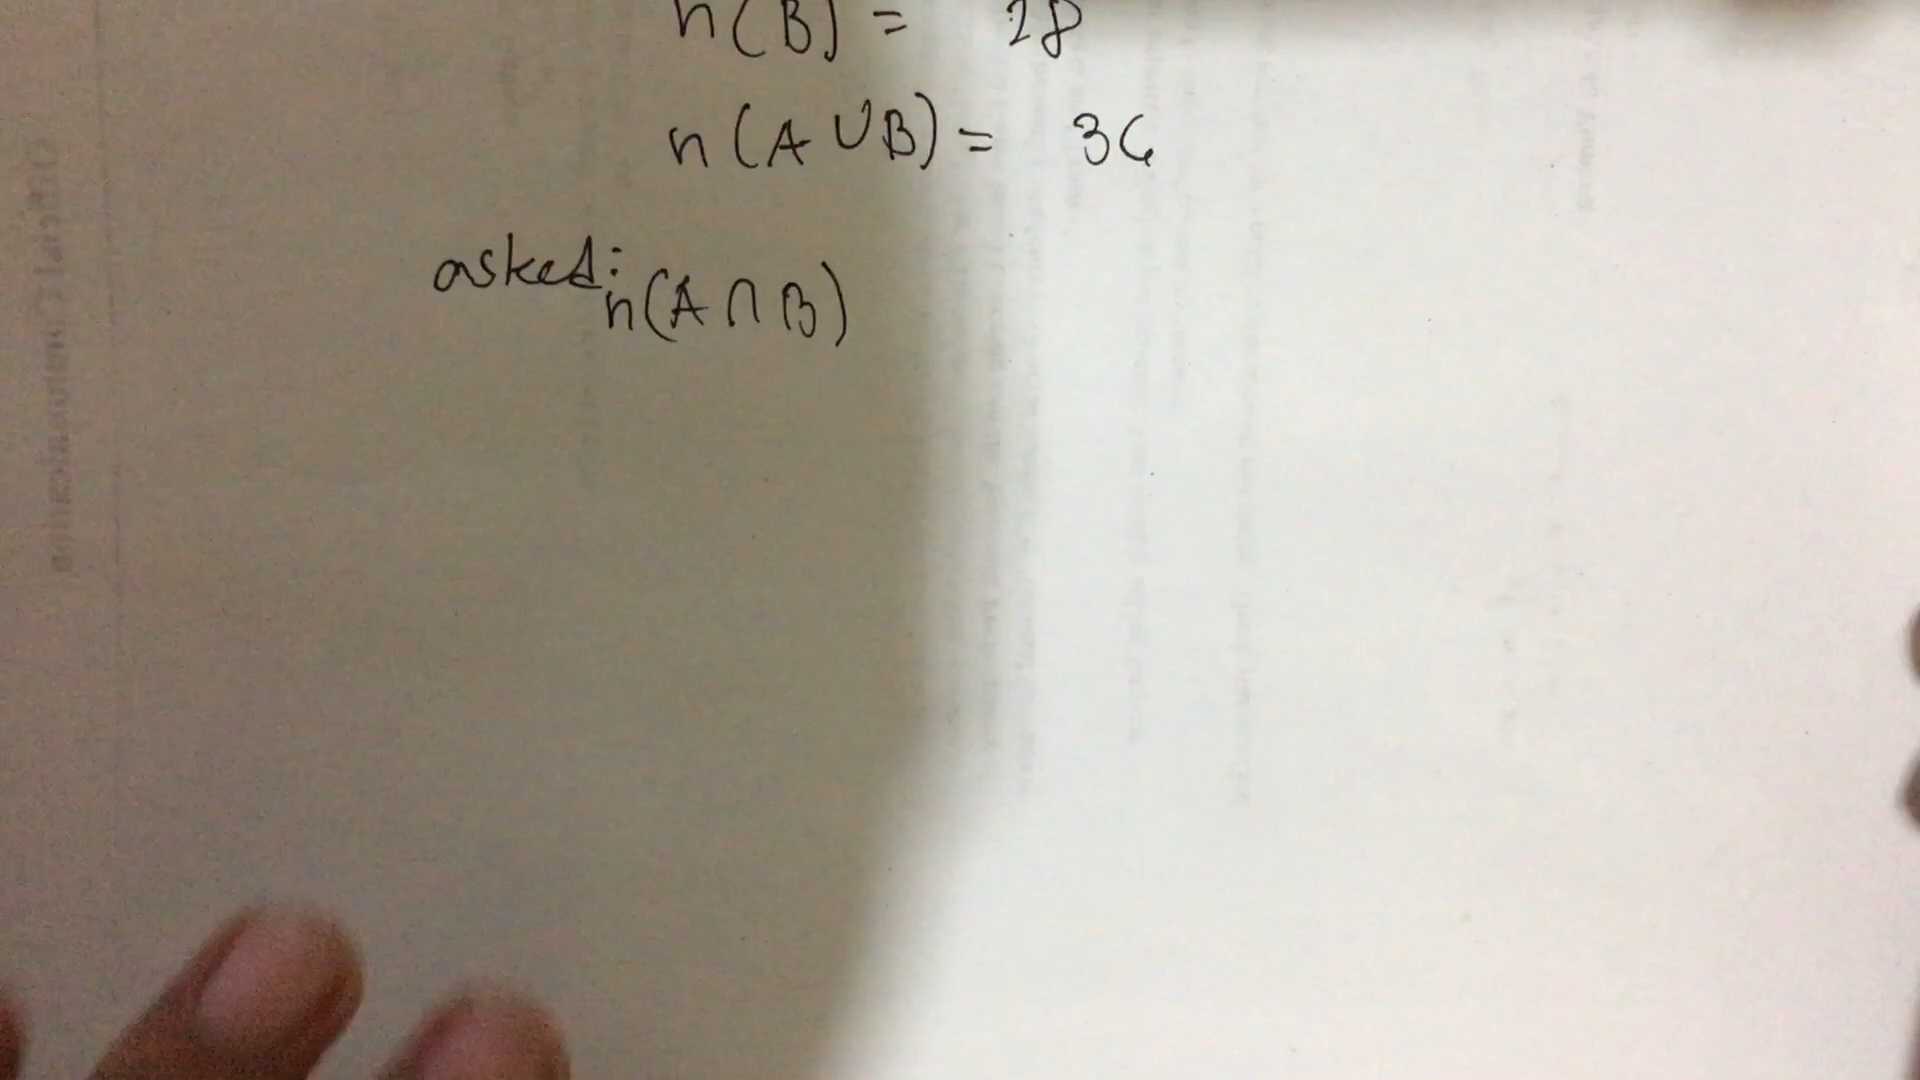 n(B) = 28
n(A∪B) = 36
asked: n(A∩B)